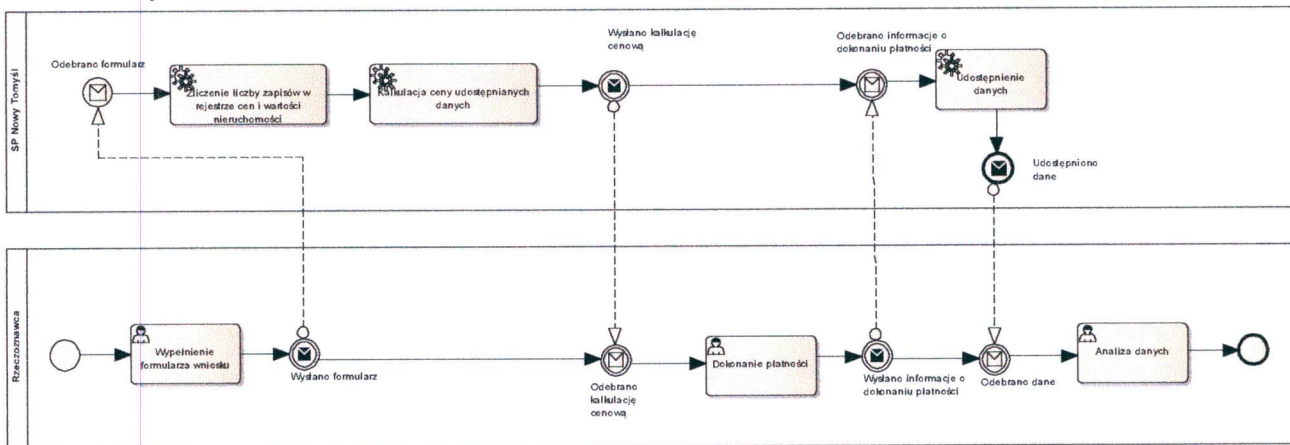 SP Nowy Tomyśl
Odebrano formularz
Zliczenie liczby zapisów w
rejestrze cen i wartości
nieruchomości
Kalkulacja ceny udostępnianych
danych
Wysłano kalkulację
cenową
Odebrano informacje o
dokonaniu płatności
Udostępnienie
danych
Udostępniono
dane
Rzeczoznawca
Wypełnienie
formularza wniosku
Wysłano formularz
Odebrano
kalkulację
cenową
Dokonanie płatności
Wysłano informacje o
dokonaniu płatności
Odebrano dane
Analiza danych